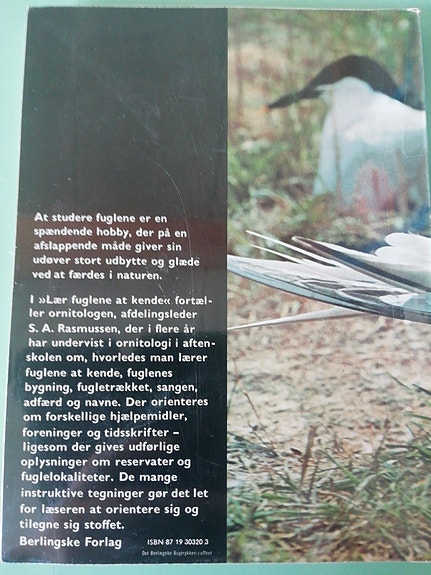 At studere fuglene er en
spændende hobby, der på en
afslappende måde giver sin
udøver stort udbytte og glæde
ved at færdes i naturen.
I »Lær fuglene at kende« fortæl-
ler ornitologen, afdelingsleder
S. A. Rasmussen, der i flere år
har undervist i ornitologi i aften-
skolen om, hvorledes man lærer
fuglene at kende, fuglenes
bygning, fugletrækket, sangen,
adfærd og navne. Der orienteres
om forskellige hjælpemidler,
foreninger og tidsskrifter –
ligesom der gives udførlige
oplysninger om reservater og
fuglelokaliteter. De mange
instruktive tegninger gør det let
for læseren at orientere sig og
tilegne sig stoffet.
Berlingske Forlag ISBN 87 19 30320 3
Det Berlingske Bogtrykkeri offset